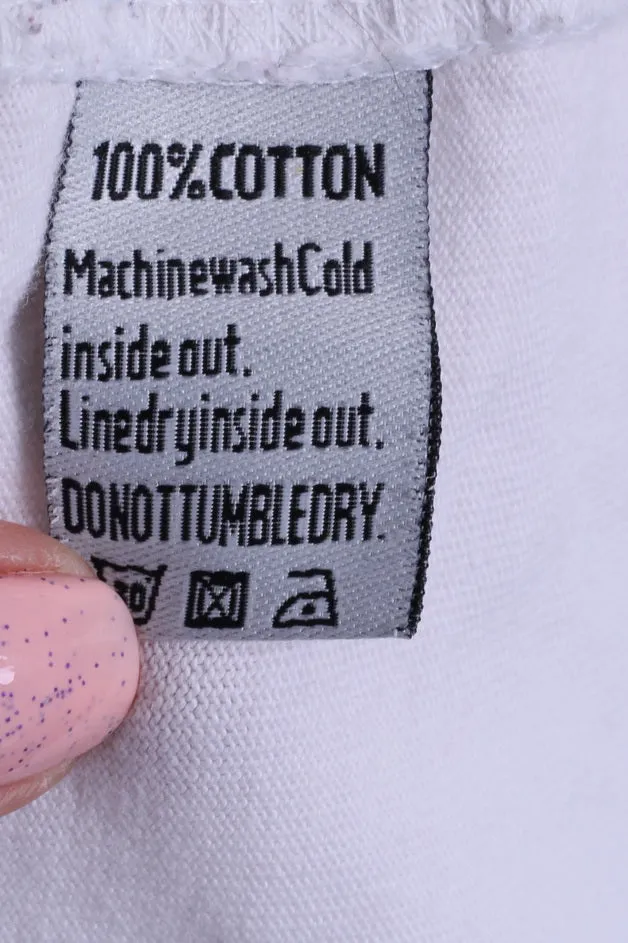 100%COTTON
MachinewashCold
inside out.
Linedryinside out.
DONOTTUMBLEDRY.